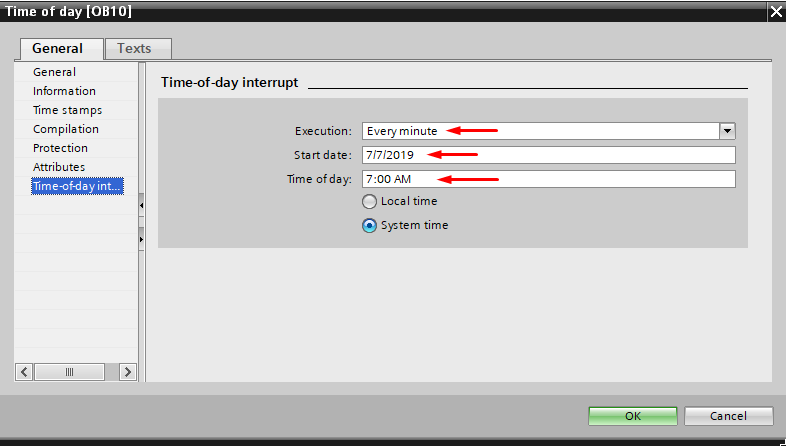 Time of day [OB10]
General
Texts
General
Information
Time stamps
Compilation
Protection
Attributes
Time-of-day int...
Time-of-day interrupt
Execution: Every minute
Start date: 7/7/2019
Time of day: 7:00 AM
Local time
System time
OK
Cancel